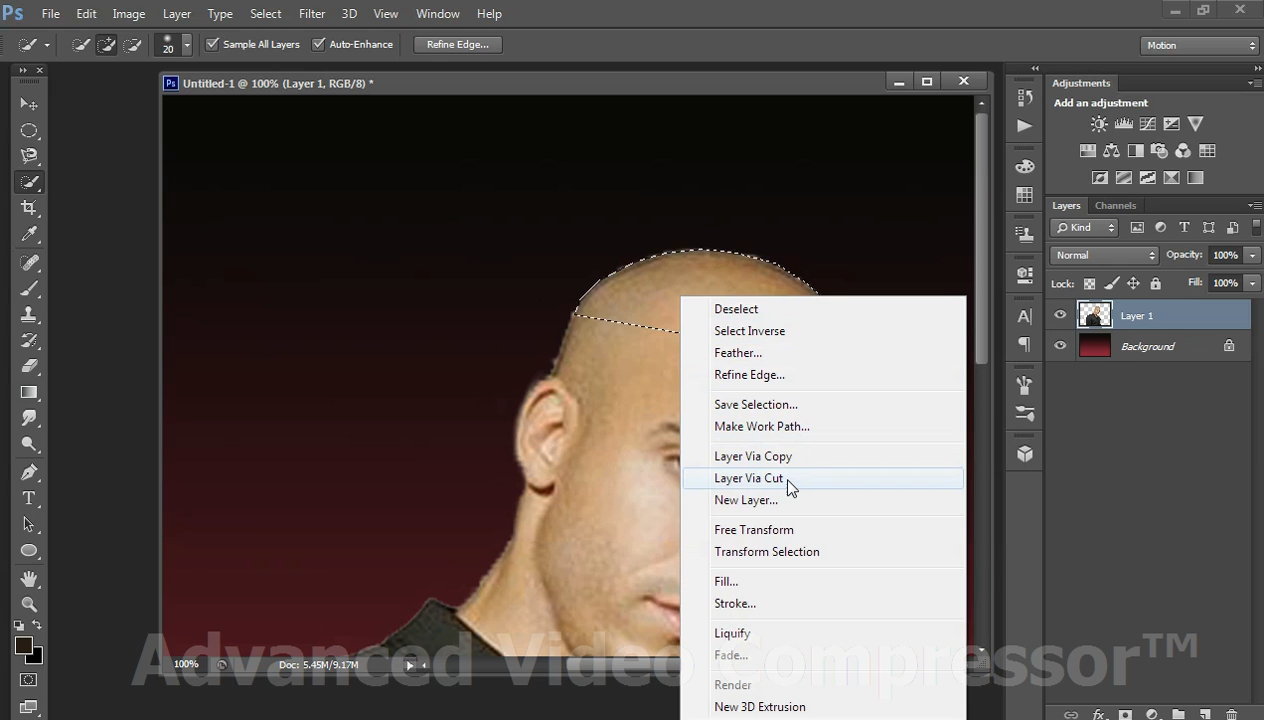 Ps File Edit Image Layer Type Select Filter 3D View Window Help
20 Sample All Layers Auto-Enhance Refine Edge... Motion
Ps Untitled-1 @ 100% (Layer 1, RGB/8) *
Adjustments
Add an adjustment
Layers Channels
Kind
Normal Opacity: 100%
Lock: Fill: 100%
Layer 1
Background
Deselect
Select Inverse
Feather...
Refine Edge...
Save Selection...
Make Work Path...
Layer Via Copy
Layer Via Cut
New Layer...
Free Transform
Transform Selection
Fill...
Stroke...
Liquify
Fade...
Render
New 3D Extrusion
100% Doc: 5.45M/9.17M
Advanced Video Compressor™